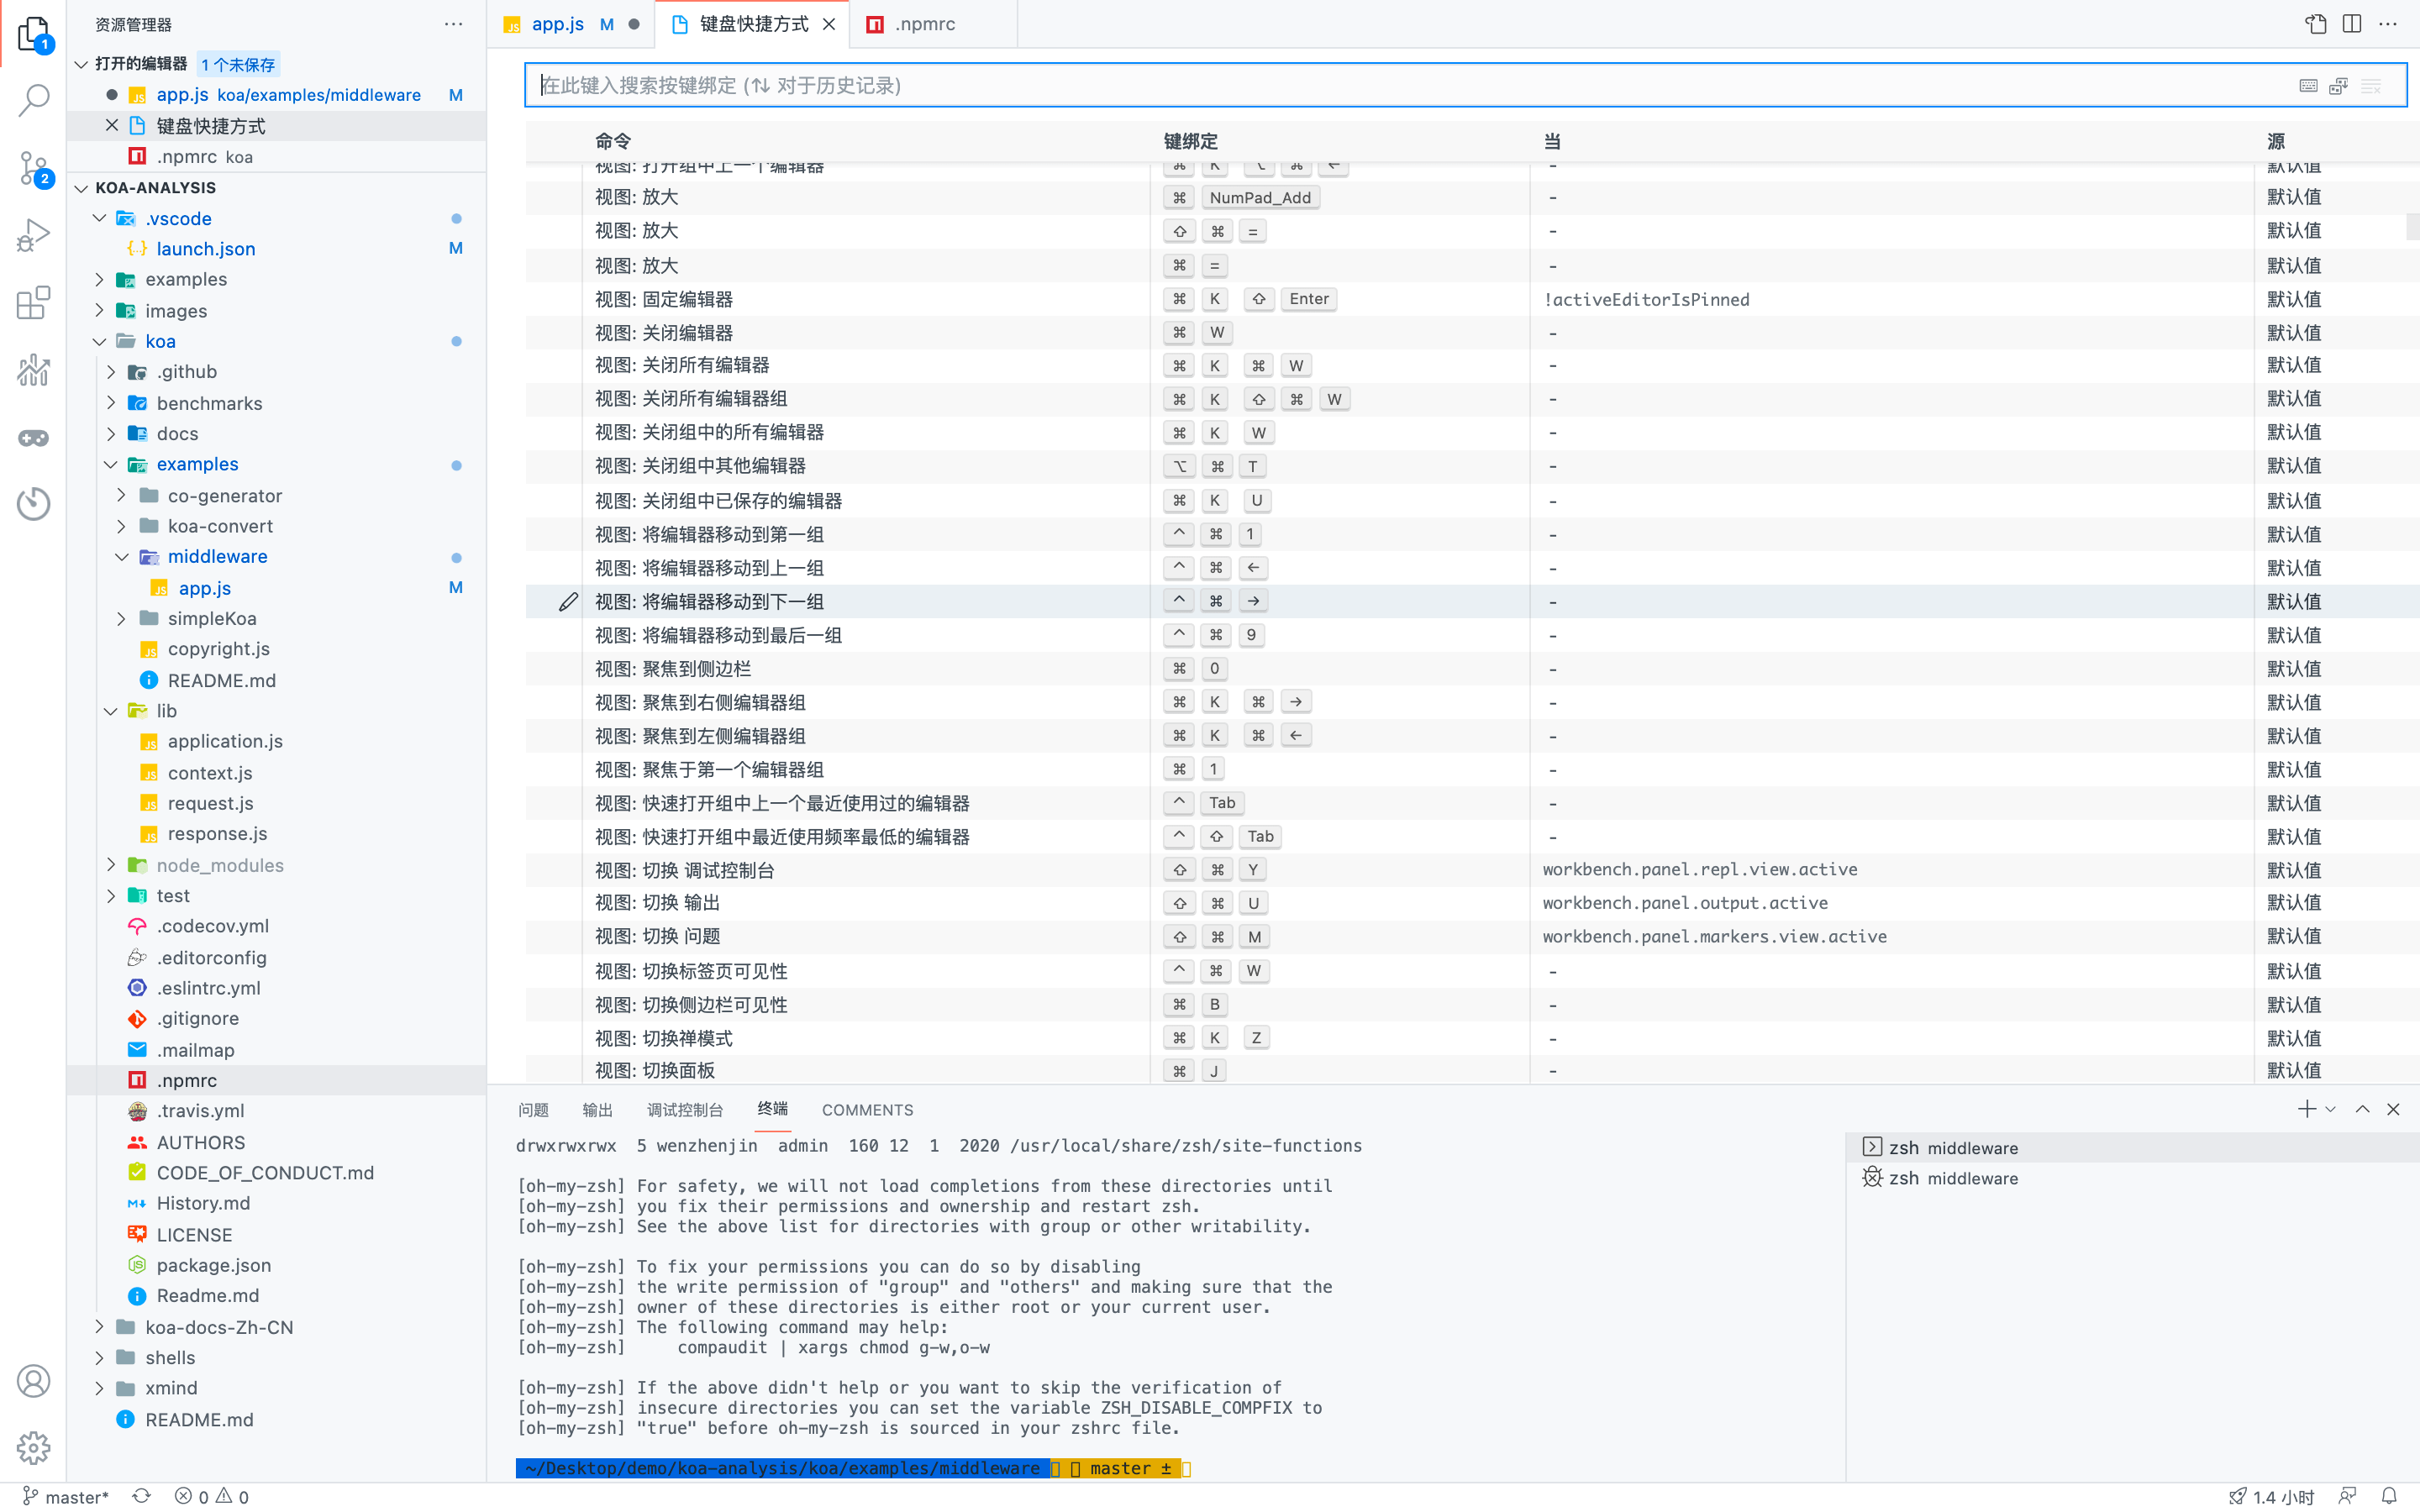 资源管理器
打开的编辑器 1 个未保存
app.js koa/examples/middleware M
键盘快捷方式
.npmrc koa
KOA-ANALYSIS
.vscode
launch.json M
examples
images
koa
.github
benchmarks
docs
examples
co-generator
koa-convert
middleware
app.js M
simpleKoa
copyright.js
README.md
lib
application.js
context.js
request.js
response.js
node_modules
test
.codecov.yml
.editorconfig
.eslintrc.yml
.gitignore
.mailmap
.npmrc
.travis.yml
AUTHORS
CODE_OF_CONDUCT.md
History.md
LICENSE
package.json
Readme.md
koa-docs-Zh-CN
shells
xmind
README.md
1
2
app.js M
键盘快捷方式
.npmrc
在此键入搜索按键绑定 (↑↓ 对于历史记录)
命令 键绑定 当 源
视图: 打开组中上一个编辑器 ⌘ K ⌥ ⌘ ← - 默认值
视图: 放大 ⌘ NumPad_Add - 默认值
视图: 放大 ⇧ ⌘ = - 默认值
视图: 放大 ⌘ = - 默认值
视图: 固定编辑器 ⌘ K ⇧ Enter !activeEditorIsPinned 默认值
视图: 关闭编辑器 ⌘ W - 默认值
视图: 关闭所有编辑器 ⌘ K ⌘ W - 默认值
视图: 关闭所有编辑器组 ⌘ K ⇧ ⌘ W - 默认值
视图: 关闭组中的所有编辑器 ⌘ K W - 默认值
视图: 关闭组中其他编辑器 ⌥ ⌘ T - 默认值
视图: 关闭组中已保存的编辑器 ⌘ K U - 默认值
视图: 将编辑器移动到第一组 ⌃ ⌘ 1 - 默认值
视图: 将编辑器移动到上一组 ⌃ ⌘ ← - 默认值
视图: 将编辑器移动到下一组 ⌃ ⌘ → - 默认值
视图: 将编辑器移动到最后一组 ⌃ ⌘ 9 - 默认值
视图: 聚焦到侧边栏 ⌘ 0 - 默认值
视图: 聚焦到右侧编辑器组 ⌘ K ⌘ → - 默认值
视图: 聚焦到左侧编辑器组 ⌘ K ⌘ ← - 默认值
视图: 聚焦于第一个编辑器组 ⌘ 1 - 默认值
视图: 快速打开组中上一个最近使用过的编辑器 ⌃ Tab - 默认值
视图: 快速打开组中最近使用频率最低的编辑器 ⌃ ⇧ Tab - 默认值
视图: 切换 调试控制台 ⇧ ⌘ Y workbench.panel.repl.view.active 默认值
视图: 切换 输出 ⇧ ⌘ U workbench.panel.output.active 默认值
视图: 切换 问题 ⇧ ⌘ M workbench.panel.markers.view.active 默认值
视图: 切换标签页可见性 ⌃ ⌘ W - 默认值
视图: 切换侧边栏可见性 ⌘ B - 默认值
视图: 切换禅模式 ⌘ K Z - 默认值
视图: 切换面板 ⌘ J - 默认值
问题 输出 调试控制台 终端 COMMENTS
drwxrwxrwx 5 wenzhenjin admin 160 12 1 2020 /usr/local/share/zsh/site-functions
[oh-my-zsh] For safety, we will not load completions from these directories until
[oh-my-zsh] you fix their permissions and ownership and restart zsh.
[oh-my-zsh] See the above list for directories with group or other writability.
[oh-my-zsh] To fix your permissions you can do so by disabling
[oh-my-zsh] the write permission of "group" and "others" and making sure that the
[oh-my-zsh] owner of these directories is either root or your current user.
[oh-my-zsh] The following command may help:
[oh-my-zsh] compaudit | xargs chmod g-w,o-w
[oh-my-zsh] If the above didn't help or you want to skip the verification of
[oh-my-zsh] insecure directories you can set the variable ZSH_DISABLE_COMPFIX to
[oh-my-zsh] "true" before oh-my-zsh is sourced in your zshrc file.
~/Desktop/demo/koa-analysis/koa/examples/middleware master ±
zsh middleware
zsh middleware
master* 0 0 1.4 小时